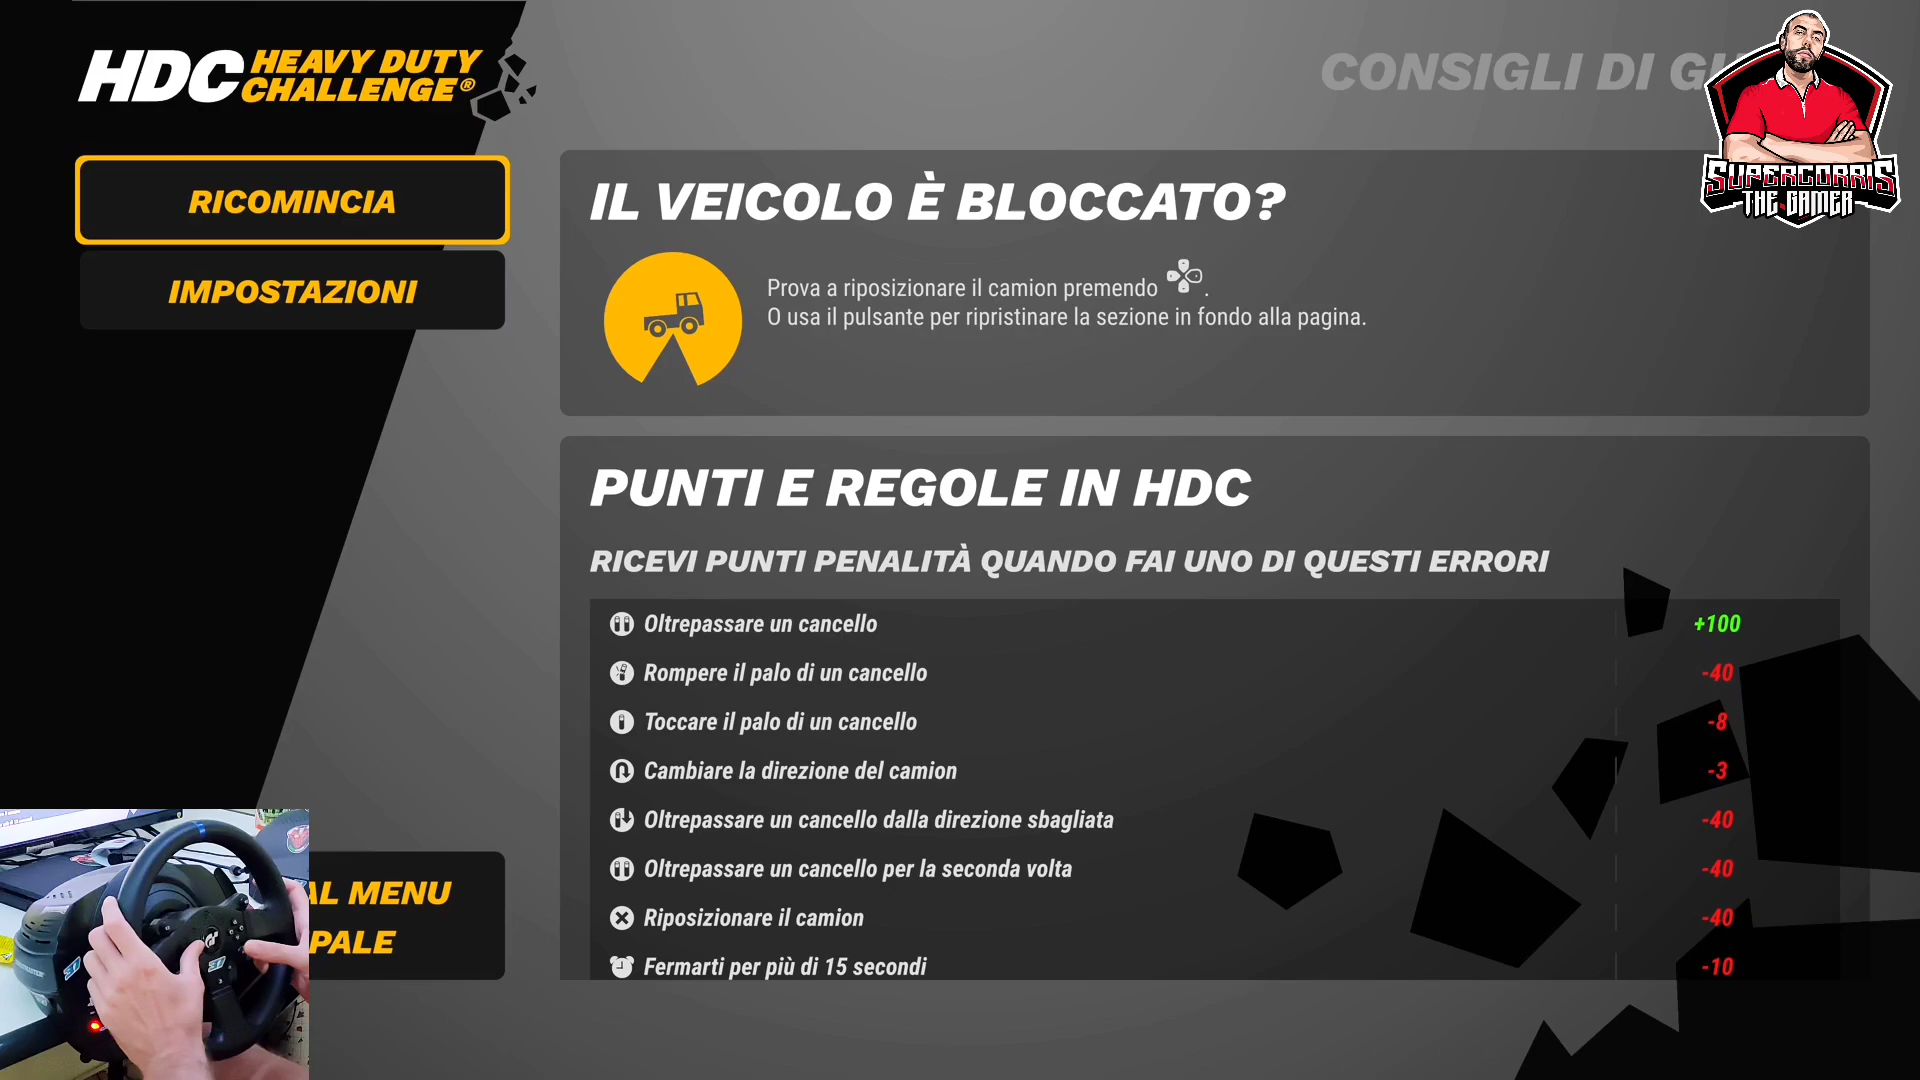 HDC HEAVY DUTY
CHALLENGE®
CONSIGLI DI
SUPERCORRIS
THE GAMER
RICOMINCIA
IMPOSTAZIONI
AL MENU
IL VEICOLO È BLOCCATO?
Prova a riposizionare il camion premendo .
O usa il pulsante per ripristinare la sezione in fondo alla pagina.
PUNTI E REGOLE IN HDC
RICEVI PUNTI PENALITÀ QUANDO FAI UNO DI QUESTI ERRORI
Oltrepassare un cancello +100
Rompere il palo di un cancello -40
Toccare il palo di un cancello -8
Cambiare la direzione del camion -3
Oltrepassare un cancello dalla direzione sbagliata -40
Oltrepassare un cancello per la seconda volta -40
Riposizionare il camion -40
Fermarti per più di 15 secondi -10